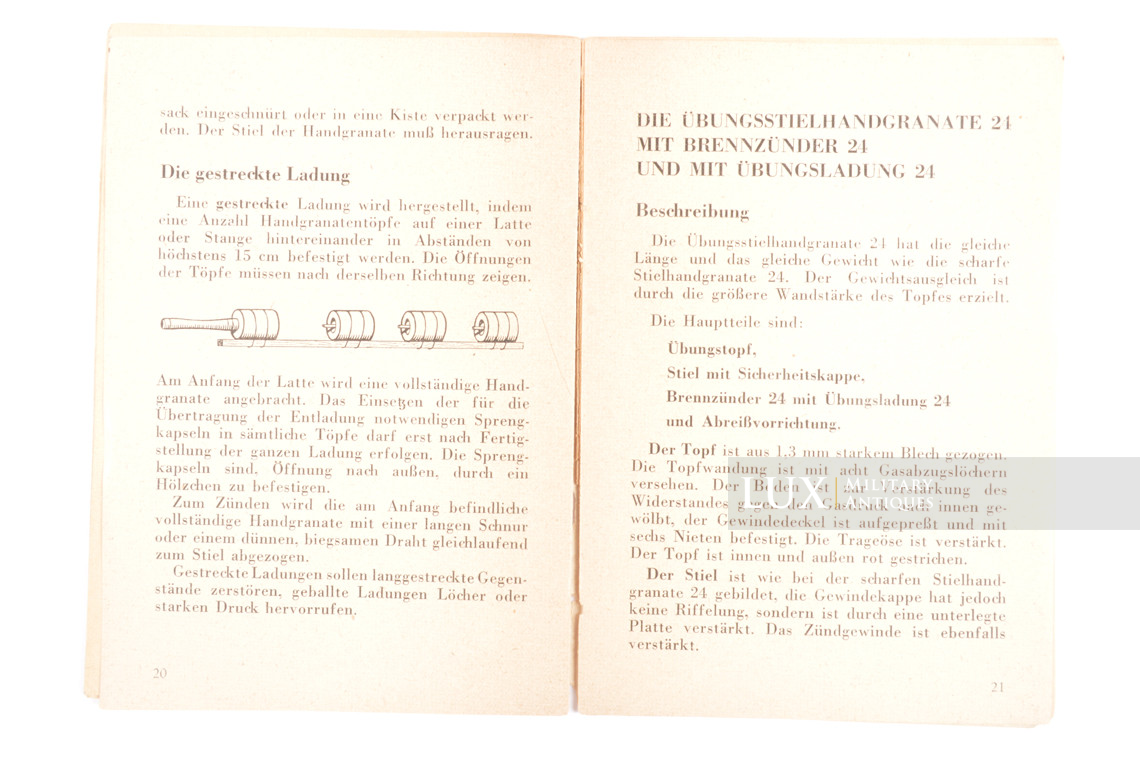 sack eingeschnürt oder in eine Kiste verpackt wer-
den. Der Stiel der Handgranate muß herausragen.
Die gestreckte Ladung
Eine gestreckte Ladung wird hergestellt, indem
eine Anzahl Handgranatentöpfe auf einer Latte
oder Stange hintereinander in Abständen von
höchstens 15 cm befestigt werden. Die Öffnungen
der Töpfe müssen nach derselben Richtung zeigen.
Am Anfang der Latte wird eine vollständige Hand-
granate angebracht. Das Einsetzen der für die
Übertragung der Entladung notwendigen Spreng-
kapseln in sämtliche Töpfe darf erst nach Fertig-
stellung der ganzen Ladung erfolgen. Die Spreng-
kapseln sind, Öffnung nach außen, durch ein
Hölzchen zu befestigen.
Zum Zünden wird die am Anfang befindliche
vollständige Handgranate mit einer langen Schnur
oder einem dünnen, biegsamen Draht gleichlaufend
zum Stiel abgezogen.
Gestreckte Ladungen sollen langgestreckte Gegen-
stände zerstören, geballte Ladungen Löcher oder
starken Druck hervorrufen.
20
DIE ÜBUNGSSTIELHANDGRANATE 24
MIT BRENNZÜNDER 24
UND MIT ÜBUNGSLADUNG 24
Beschreibung
Die Übungsstielhandgranate 24 hat die gleiche
Länge und das gleiche Gewicht wie die scharfe
Stielhandgranate 24. Der Gewichtsausgleich ist
durch die größere Wandstärke des Topfes erzielt.
Die Hauptteile sind:
Übungstopf,
Stiel mit Sicherheitskappe,
Brennzünder 24 mit Übungsladung 24
und Abreißvorrichtung.
Der Topf ist aus 1,3 mm starkem Blech gezogen.
Die Topfwandung ist mit acht Gasabzugslöchern
versehen. Der Boden ist zur Verstärkung des
Widerstandes gegen den Gasdruck nach innen ge-
wölbt, der Gewindedeckel ist aufgepreßt und mit
sechs Nieten befestigt. Die Trageöse ist verstärkt.
Der Topf ist innen und außen rot gestrichen.
Der Stiel ist wie bei der scharfen Stielhand-
granate 24 gebildet, die Gewindekappe hat jedoch
keine Riffelung, sondern ist durch eine unterlegte
Platte verstärkt. Das Zündgewinde ist ebenfalls
verstärkt.
21
LUX MILITARY
ANTIQUES